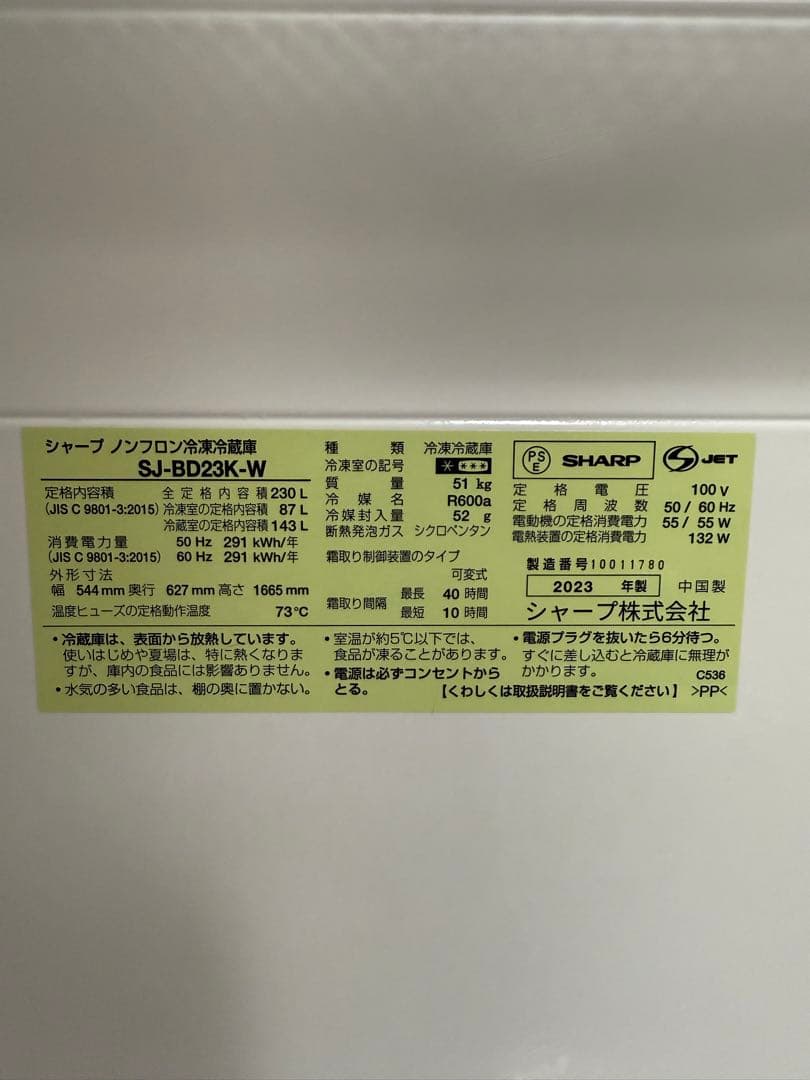 シャープ ノンフロン冷凍冷蔵庫
SJ-BD23K-W
定格内容積 全定格内容積 230 L
(JIS C 9801-3:2015) 冷凍室の定格内容積 87 L
冷蔵室の定格内容積 143 L
消費電力量 50 Hz 291 kWh/年
(JIS C 9801-3:2015) 60 Hz 291 kWh/年
外形寸法
幅 544 mm 奥行 627 mm 高さ 1665 mm
温度ヒューズの定格動作温度 73℃
種類 冷凍冷蔵庫
冷凍室の記号 * ***
質量 51 kg
冷媒名 R600a
冷媒封入量 52 g
断熱発泡ガス シクロペンタン
霜取り制御装置のタイプ
可変式
霜取り間隔 最長 40 時間
最短 10 時間
PS
E
SHARP
S JET
定格電圧 100 V
定格周波数 50 / 60 Hz
電動機の定格消費電力 55 / 55 W
電熱装置の定格消費電力 132 W
製造番号 10011780
2023 年製 中国製
シャープ株式会社
・冷蔵庫は、表面から放熱しています。
使いはじめや夏場は、特に熱くなりま
すが、庫内の食品には影響ありません。
・水気の多い食品は、棚の奥に置かない。
・室温が約5℃以下では、
食品が凍ることがあります。
・電源は必ずコンセントから
とる。
・電源プラグを抜いたら6分待つ。
すぐに差し込むと冷蔵庫に無理が
かかります。
C536
【くわしくは取扱説明書をご覧ください】 >PP<